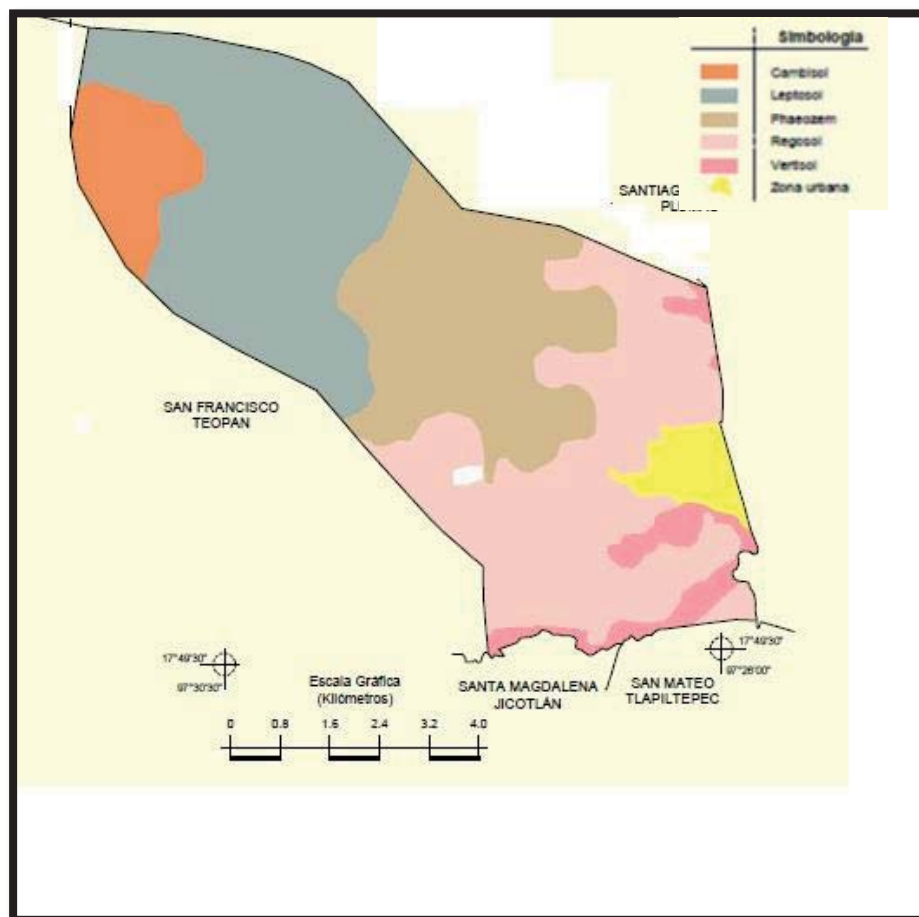 Simbología
Cambisol
Leptosol
Phaeozem
Regosol
Vertisol
Zona urbana
SAN FRANCISCO
TEOPAN
17°49'30"
97°30'30"
Escala Gráfica
(Kilómetros)
0 0.8 1.6 2.4 3.2 4.0
SANTA MAGDALENA
JICOTLÁN
SAN MATEO
TLAPILTEPEC
17°49'30"
97°26'00"